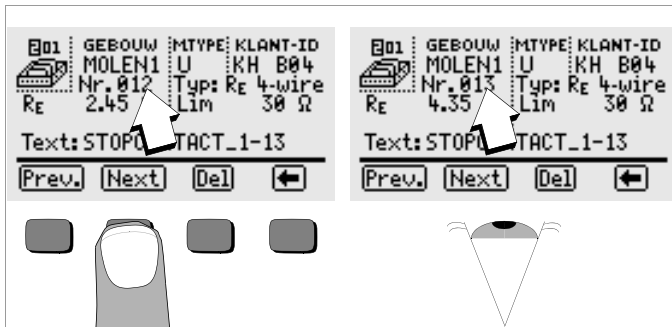 201 GEBOUW MTYPE KLANT-ID
MOLEN1 U KH B04
Nr.012 Typ: RE 4-wire
RE 2.45 Lim 30 Ω
Text:STOP TACT_1-13
Prev. Next Del ←
201 GEBOUW MTYPE KLANT-ID
MOLEN1 U KH B04
Nr.013 Typ: RE 4-wire
RE 4.35 Lim 30 Ω
Text:STOP TACT_1-13
Prev. Next Del ←